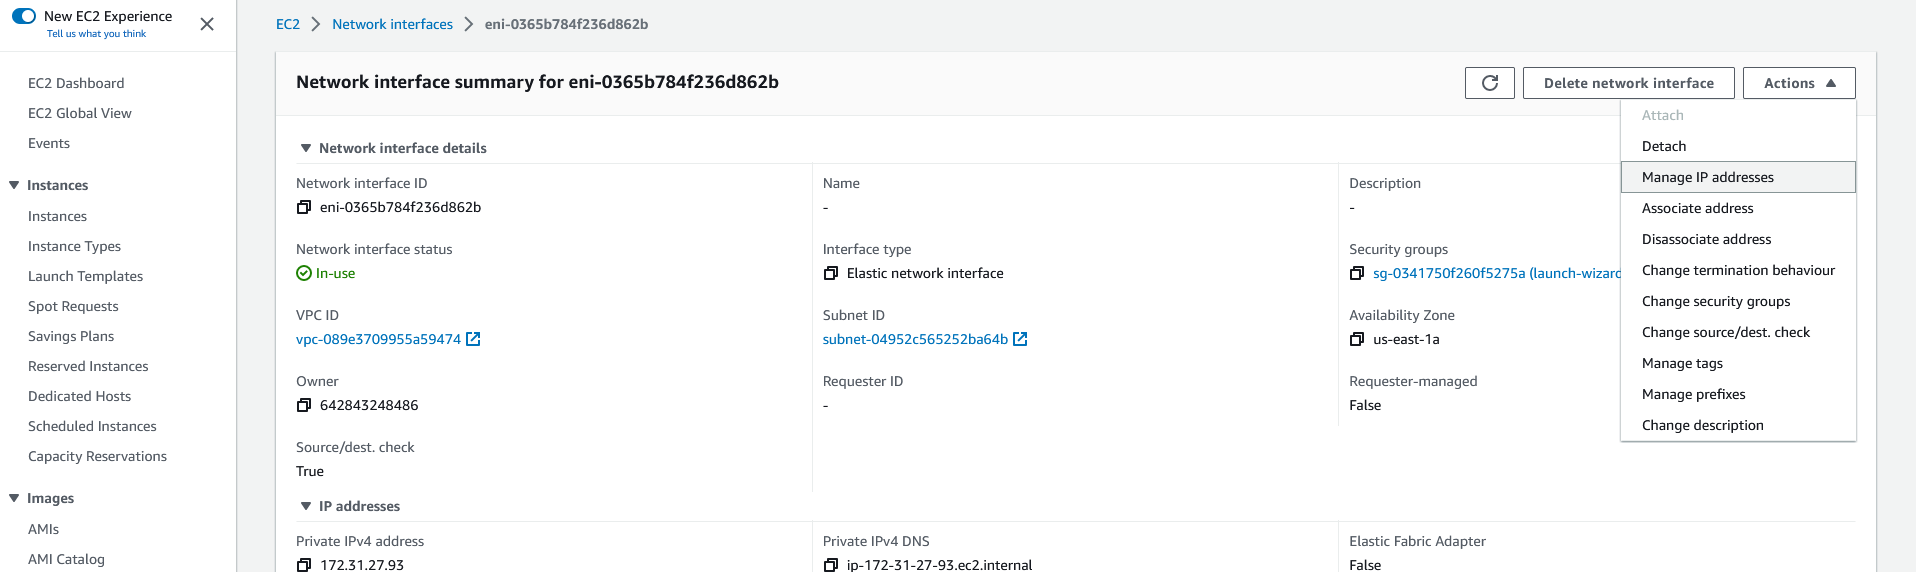 New EC2 Experience
Tell us what you think
EC2 Dashboard
EC2 Global View
Events
Instances
Instances
Instance Types
Launch Templates
Spot Requests
Savings Plans
Reserved Instances
Dedicated Hosts
Scheduled Instances
Capacity Reservations
Images
AMIs
AMI Catalog
EC2 > Network interfaces > eni-0365b784f236d862b
Network interface summary for eni-0365b784f236d862b
Delete network interface
Actions
Attach
Detach
Manage IP addresses
Associate address
Disassociate address
Change termination behaviour
Change security groups
Change source/dest. check
Manage tags
Manage prefixes
Change description
Network interface details
Network interface ID
eni-0365b784f236d862b
Name
-
Description
-
Network interface status
In-use
Interface type
Elastic network interface
Security groups
sg-0341750f260f5275a (launch-wizard
VPC ID
vpc-089e3709955a59474
Subnet ID
subnet-04952c565252ba64b
Availability Zone
us-east-1a
Owner
642843248486
Requester ID
-
Requester-managed
False
Source/dest. check
True
IP addresses
Private IPv4 address
172.31.27.93
Private IPv4 DNS
ip-172-31-27-93.ec2.internal
Elastic Fabric Adapter
False